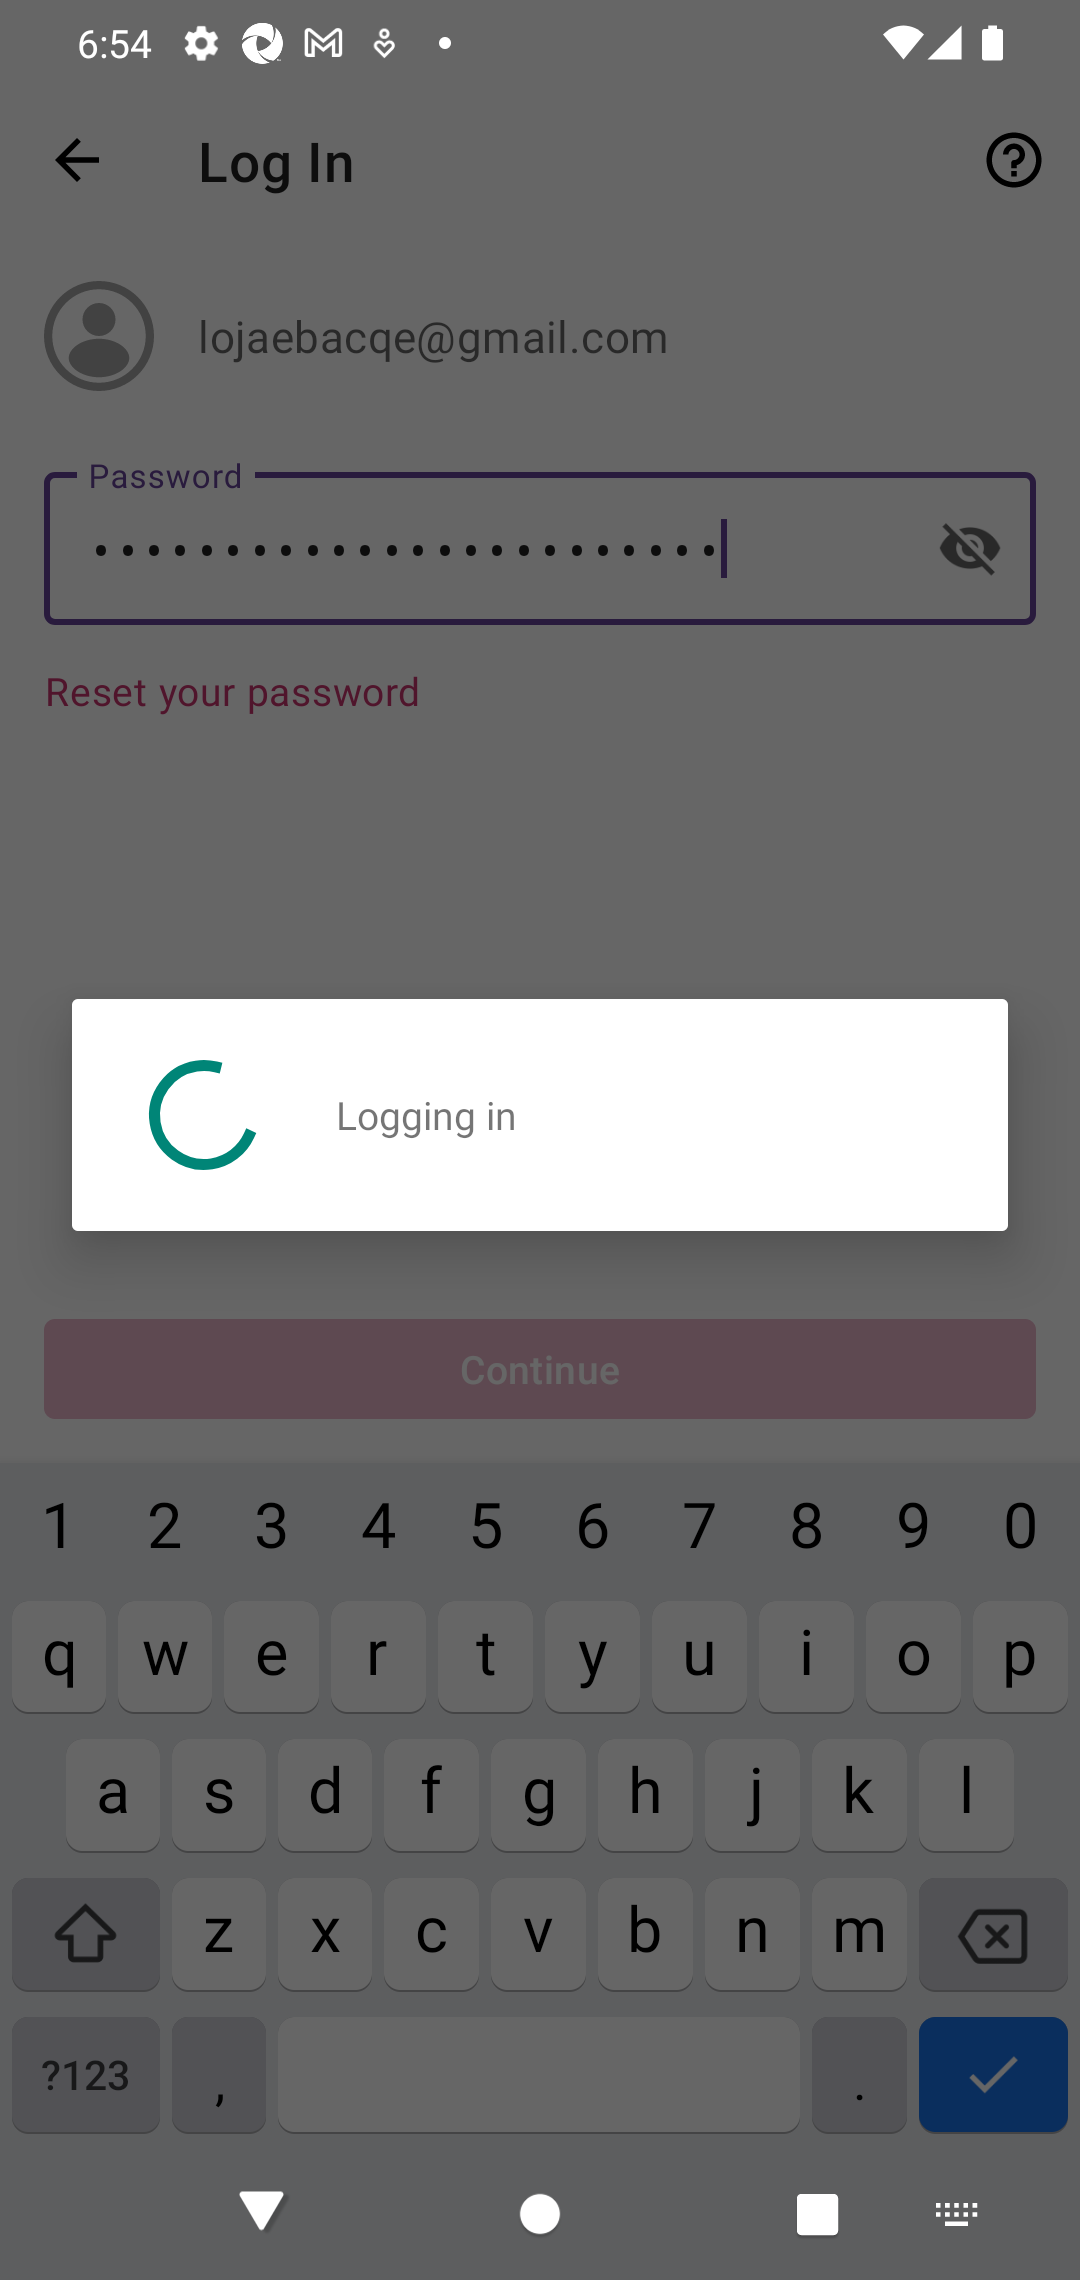 6:54
Log In
lojaebacqe@gmail.com
Password
••••••••••••••••••••••••
Reset your password
Logging in
Continue
1 2 3 4 5 6 7 8 9 0
q w e r t y u i o p
a s d f g h j k l
z x c v b n m
?123 , .